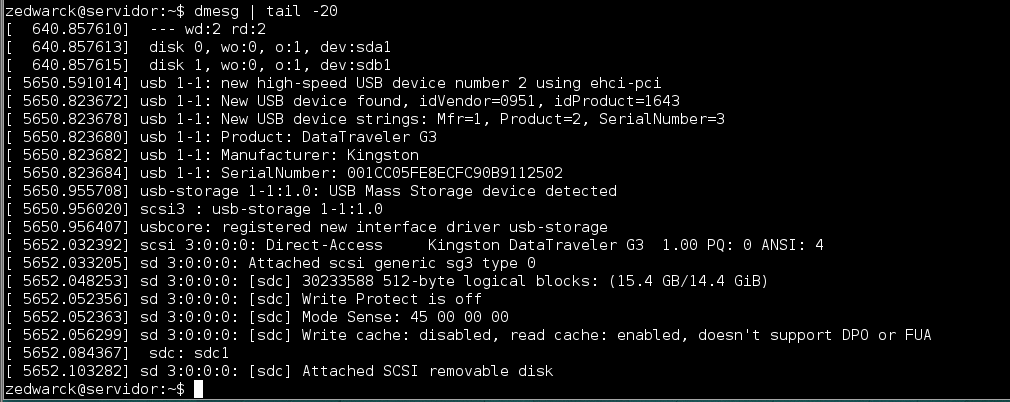 zedwarck@servidor:~$ dmesg | tail -20
[  640.857610]  --- wd:2 rd:2
[  640.857613]  disk 0, wo:0, o:1, dev:sda1
[  640.857615]  disk 1, wo:0, o:1, dev:sdb1
[ 5650.591014] usb 1-1: new high-speed USB device number 2 using ehci-pci
[ 5650.823672] usb 1-1: New USB device found, idVendor=0951, idProduct=1643
[ 5650.823678] usb 1-1: New USB device strings: Mfr=1, Product=2, SerialNumber=3
[ 5650.823680] usb 1-1: Product: DataTraveler G3
[ 5650.823682] usb 1-1: Manufacturer: Kingston
[ 5650.823684] usb 1-1: SerialNumber: 001CC05FE8ECFC90B9112502
[ 5650.955708] usb-storage 1-1:1.0: USB Mass Storage device detected
[ 5650.956020] scsi3 : usb-storage 1-1:1.0
[ 5650.956407] usbcore: registered new interface driver usb-storage
[ 5652.032392] scsi 3:0:0:0: Direct-Access     Kingston DataTraveler G3  1.00 PQ: 0 ANSI: 4
[ 5652.033205] sd 3:0:0:0: Attached scsi generic sg3 type 0
[ 5652.048253] sd 3:0:0:0: [sdc] 30233588 512-byte logical blocks: (15.4 GB/14.4 GiB)
[ 5652.052356] sd 3:0:0:0: [sdc] Write Protect is off
[ 5652.052363] sd 3:0:0:0: [sdc] Mode Sense: 45 00 00 00
[ 5652.056299] sd 3:0:0:0: [sdc] Write cache: disabled, read cache: enabled, doesn't support DPO or FUA
[ 5652.084367]  sdc: sdc1
[ 5652.103282] sd 3:0:0:0: [sdc] Attached SCSI removable disk
zedwarck@servidor:~$